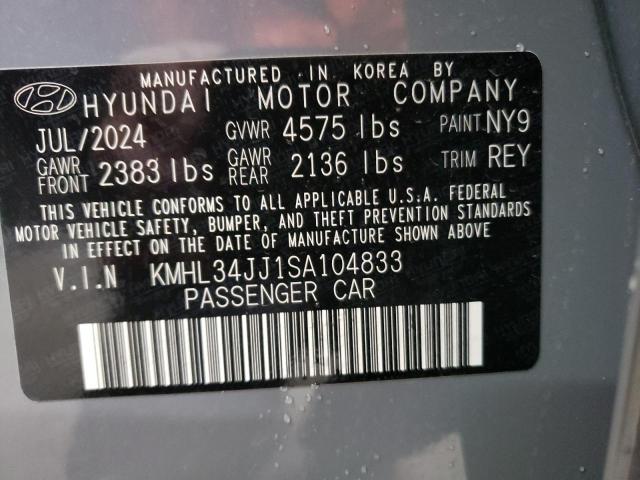 MANUFACTURED IN KOREA BY
HYUNDAI MOTOR COMPANY
JUL/2024 GVWR 4575 lbs PAINT NY9
GAWR FRONT 2383 lbs GAWR REAR 2136 lbs TRIM REY
THIS VEHICLE CONFORMS TO ALL APPLICABLE U.S.A. FEDERAL
MOTOR VEHICLE SAFETY, BUMPER, AND THEFT PREVENTION STANDARDS
IN EFFECT ON THE DATE OF MANUFACTURE SHOWN ABOVE
V.I.N KMHL34JJ1SA104833
PASSENGER CAR